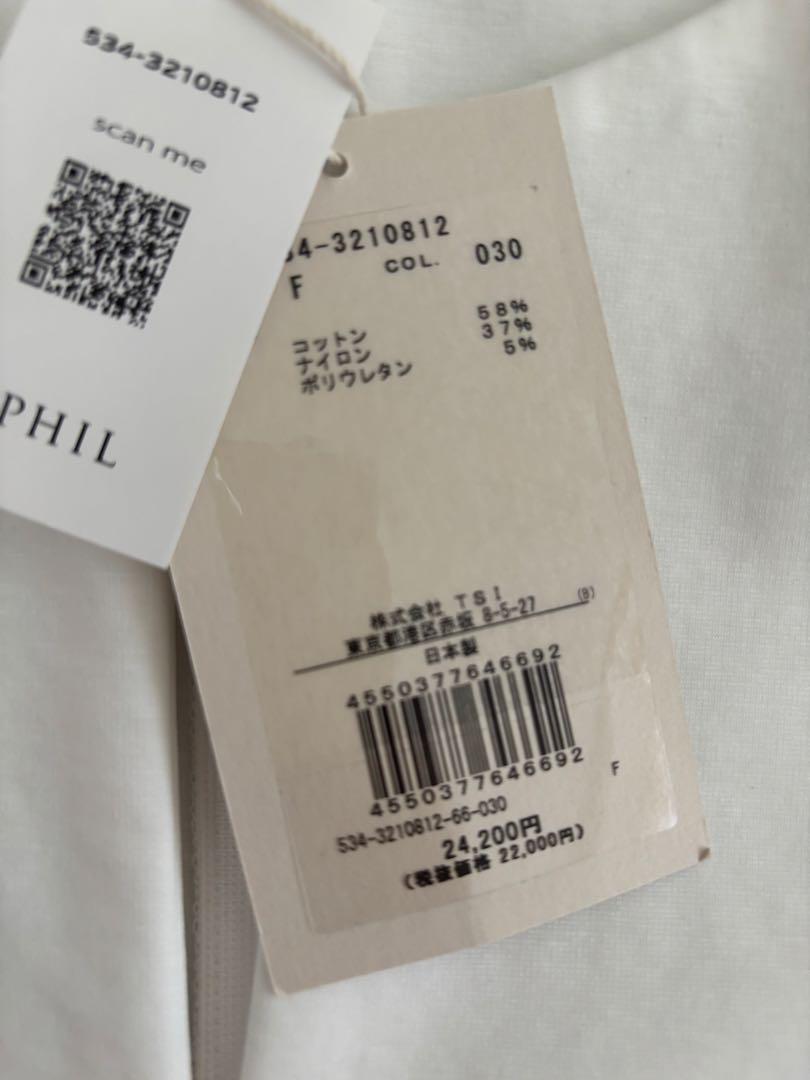 534-3210812
scan me
PHIL
34-3210812
F COL. 030
コットン 58%
ナイロン 37%
ポリウレタン 5%
株式会社 TSI
東京都港区赤坂 8-5-27 (B)
日本製
4550377646692
4550377646692
534-3210812-66-030 F
24,200円
(税抜価格 22,000円)